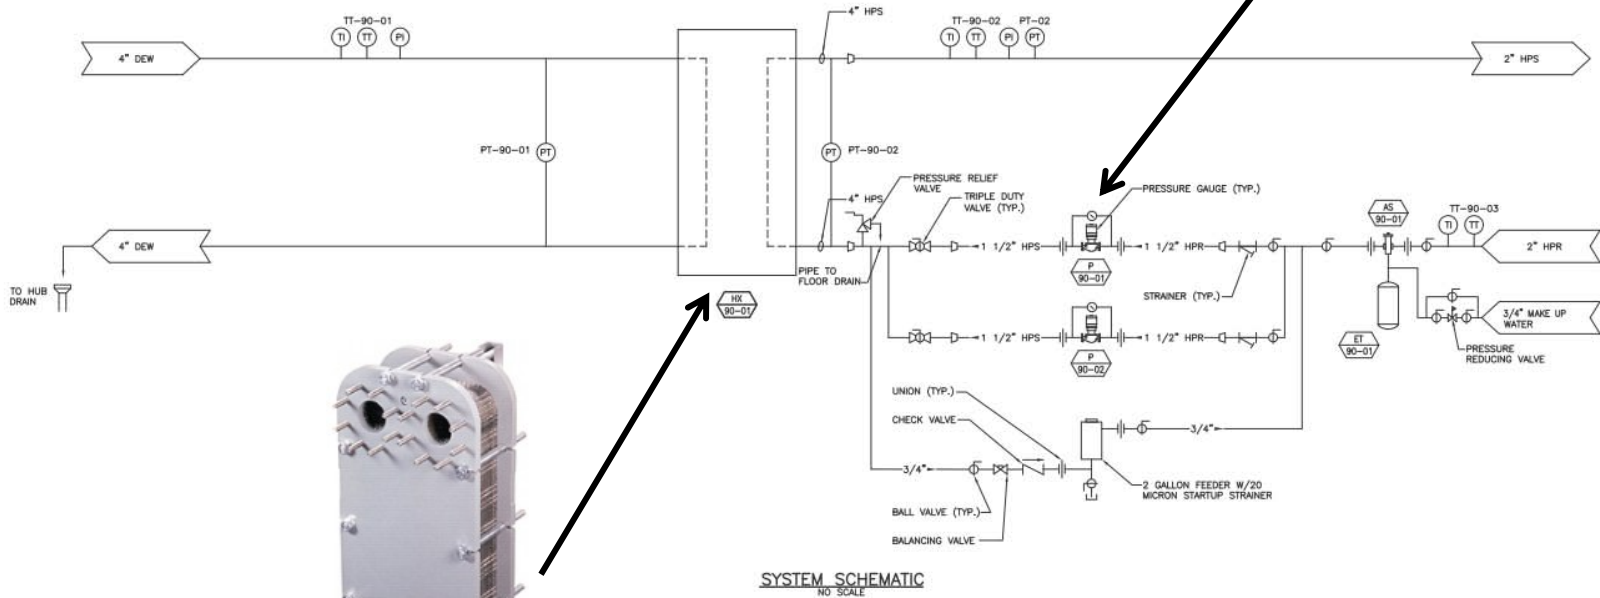 TT-90-01
TI TT PI
4" DEW
4" HPS
TT-90-02 PT-02
TI TT PI PT
2" HPS
PT-90-01 PT
PT PT-90-02
PRESSURE RELIEF
VALVE
TRIPLE DUTY
VALVE (TYP.)
PRESSURE GAUGE (TYP.)
4" HPS
AS
90-01
TT-90-03
TI TT
4" DEW
1 1/2" HPS
1 1/2" HPR
2" HPR
P
90-01
PIPE TO
FLOOR DRAIN
TO HUB
DRAIN
HX
90-01
STRAINER (TYP.)
3/4" MAKE UP
WATER
1 1/2" HPS
1 1/2" HPR
ET
90-01
PRESSURE
REDUCING VALVE
P
90-02
UNION (TYP.)
CHECK VALVE
3/4"
3/4"
2 GALLON FEEDER W/20
MICRON STARTUP STRAINER
BALL VALVE (TYP.)
BALANCING VALVE
SYSTEM SCHEMATIC
NO SCALE